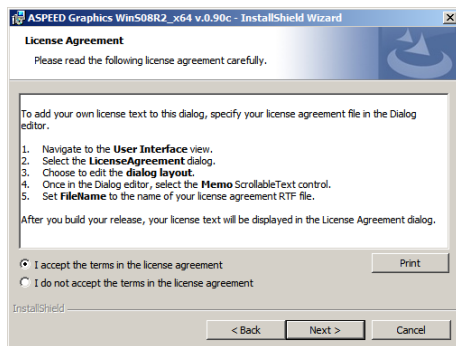 ASPEED Graphics WinS08R2_x64 v.0.90c - InstallShield Wizard
License Agreement
Please read the following license agreement carefully.
To add your own license text to this dialog, specify your license agreement file in the Dialog
editor.
1. Navigate to the User Interface view.
2. Select the LicenseAgreement dialog.
3. Choose to edit the dialog layout.
4. Once in the Dialog editor, select the Memo ScrollableText control.
5. Set FileName to the name of your license agreement RTF file.
After you build your release, your license text will be displayed in the License Agreement dialog.
I accept the terms in the license agreement
Print
I do not accept the terms in the license agreement
InstallShield
< Back Next > Cancel